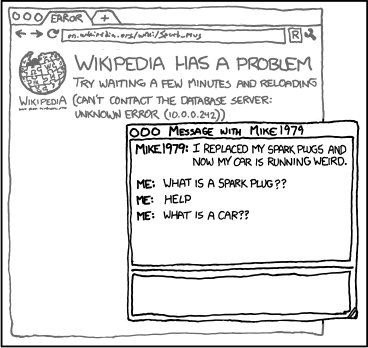 ERROR
+
en.wikipedia.org/wiki/Spark_plug
R
WIKIPEDIA HAS A PROBLEM
TRY WAITING A FEW MINUTES AND RELOADING
(CAN'T CONTACT THE DATABASE SERVER:
UNKNOWN ERROR (10.0.0.242))
WIKIPEDIA
MESSAGE WITH MIKE1979
MIKE1979: I REPLACED MY SPARK PLUGS AND
NOW MY CAR IS RUNNING WEIRD.
ME: WHAT IS A SPARK PLUG??
ME: HELP
ME: WHAT IS A CAR??